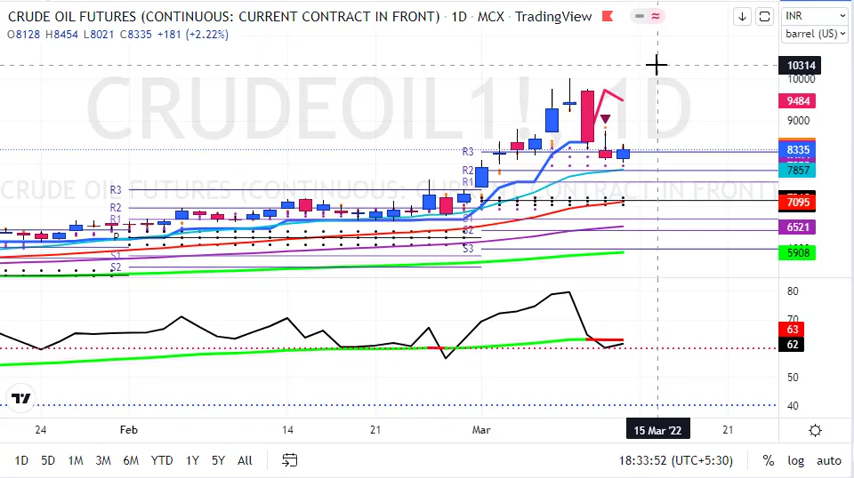 CRUDE OIL FUTURES (CONTINUOUS: CURRENT CONTRACT IN FRONT) · 1D · MCX · TradingView
INR
O8128 H8454 L8021 C8335 +181 (+2.22%)
barrel (US)
CRUDEOIL1!, 1D
CRUDE OIL FUTURES (CONTINUOUS: CURRENT CONTRACT IN FRONT)
10314
10000
9484
9000
8335
7857
7095
6521
5908
R3
R2
R1
P
S1
S2
R3
R2
R1
S2
S3
80
70
63
62
50
40
24
Feb
14
21
Mar
15 Mar '22
21
1D 5D 1M 3M 6M YTD 1Y 5Y All
18:33:52 (UTC+5:30)
% log auto